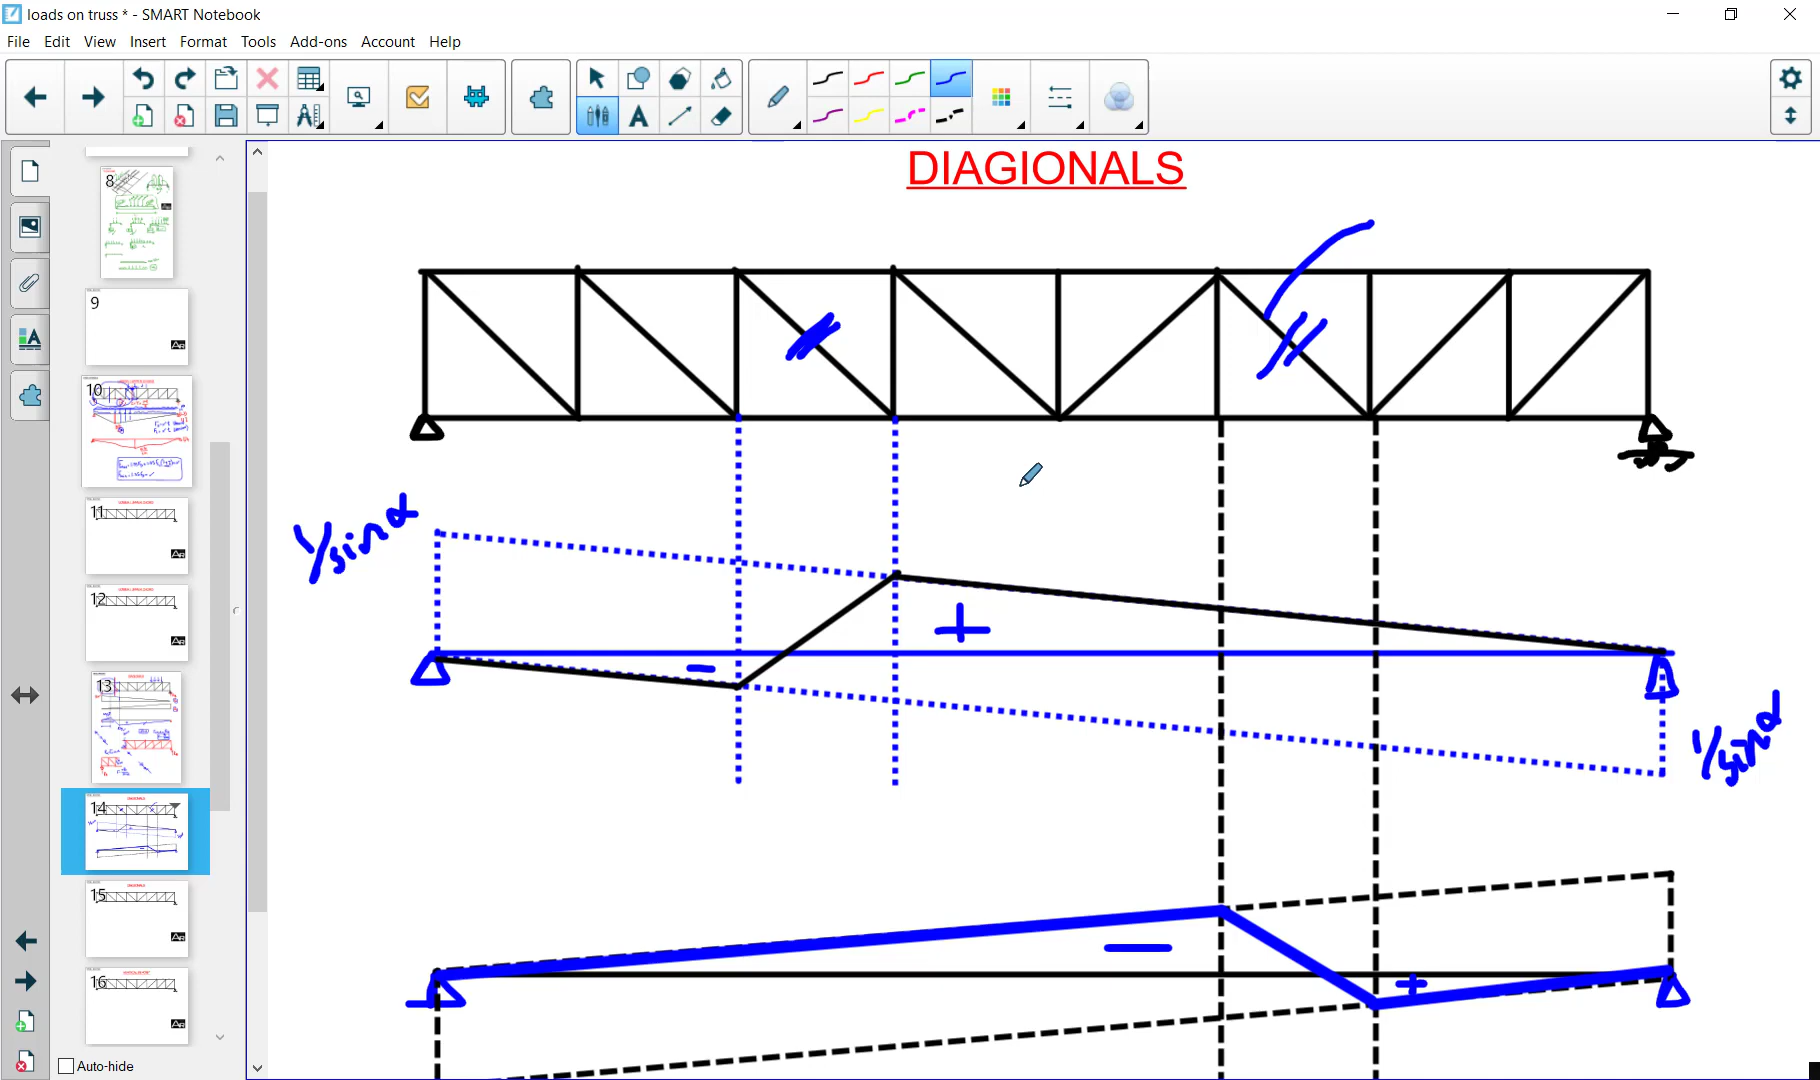 loads on truss * - SMART Notebook
File Edit View Insert Format Tools Add-ons Account Help
DIAGIONALS
1/sinα
+
-
1/sinα
-
+
8
9
10
11
12
13
14
15
16
Auto-hide